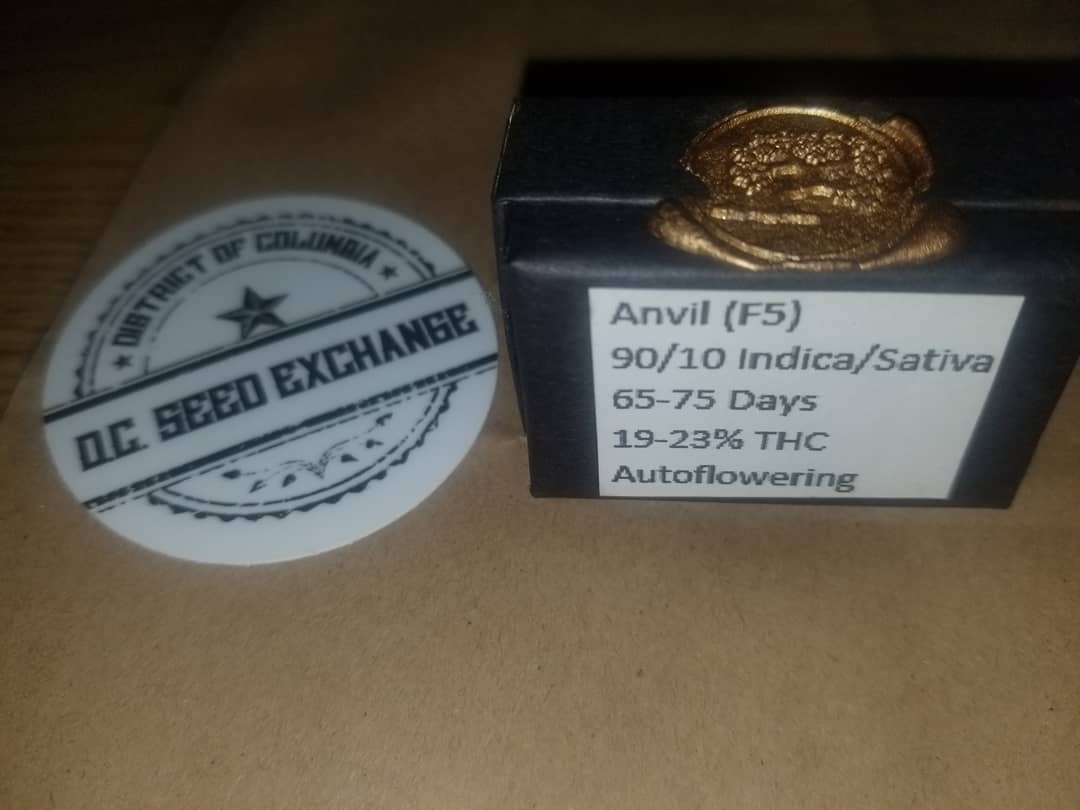 DISTRICT OF COLUMBIA
D.C. SEED EXCHANGE
Anvil (F5)
90/10 Indica/Sativa
65-75 Days
19-23% THC
Autoflowering